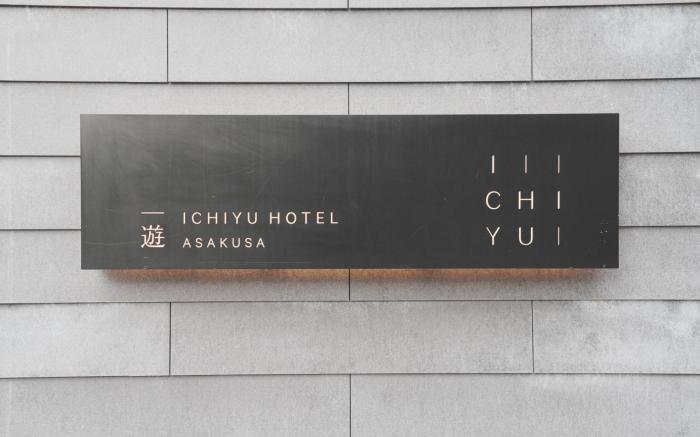 一遊
ICHIYU HOTEL
ASAKUSA
I | |
CHI
YU |